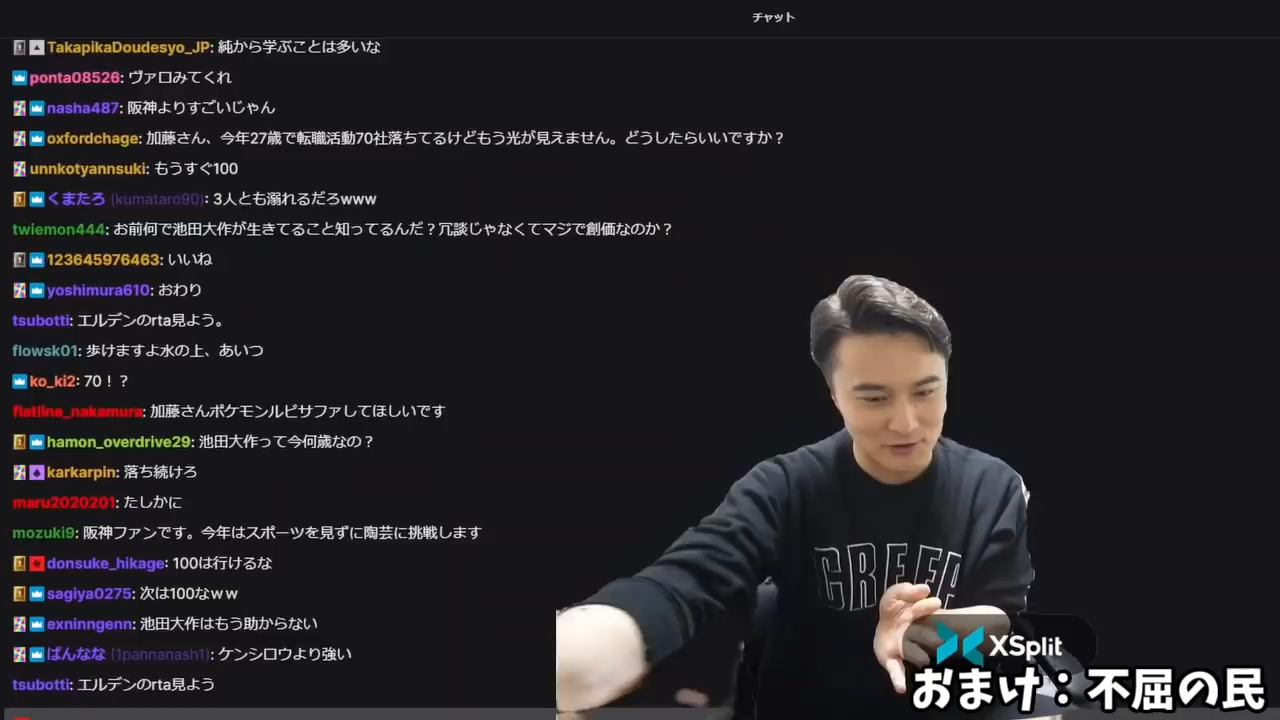 チャット
TakapikaDoudesyo_JP: 純から学ぶことは多いな
ponta08526: ヴァロみてくれ
nasha487: 阪神よりすごいじゃん
oxfordchage: 加藤さん、今年27歳で転職活動70社落ちてるけどもう光が見えません。どうしたらいいですか？
unnkotyannsuki: もうすぐ100
くまたろ (kumataro90): 3人とも溺れるだろwww
twiemon444: お前何で池田大作が生きてること知ってるんだ？冗談じゃなくてマジで創価なのか？
123645976463: いいね
yoshimura610: おわり
tsubotti: エルデンのrta見よう。
flowsk01: 歩けますよ水の上、あいつ
ko_ki2: 70！？
flatline_nakamura: 加藤さんポケモンルビサファしてほしいです
hamon_overdrive29: 池田大作って今何歳なの？
karkarpin: 落ち続けろ
maru2020201: たしかに
mozuki9: 阪神ファンです。今年はスポーツを見ずに陶芸に挑戦します
donsuke_hikage: 100は行けるな
sagiya0275: 次は100なｗｗ
exninngenn: 池田大作はもう助からない
ぱんなな (1pannanash1): ケンシロウより強い
tsubotti: エルデンのrta見よう
CREEP
XSplit
おまけ：不屈の民